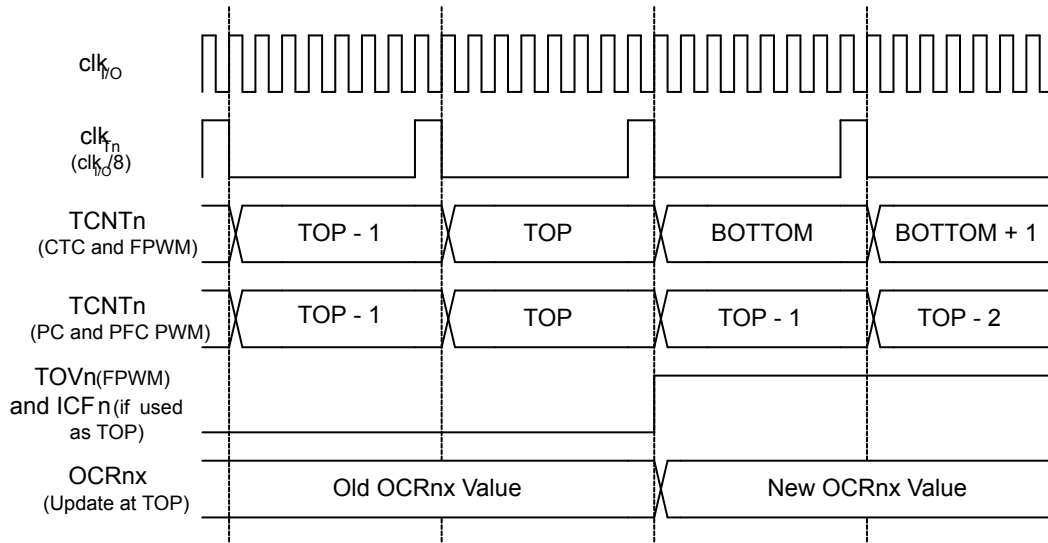 clkI/O
clkTn
(clkI/O/8)
TCNTn
(CTC and FPWM)
TOP - 1
TOP
BOTTOM
BOTTOM + 1
TCNTn
(PC and PFC PWM)
TOP - 1
TOP
TOP - 1
TOP - 2
TOVn(FPWM)
and ICFn(if used
as TOP)
OCRnx
(Update at TOP)
Old OCRnx Value
New OCRnx Value